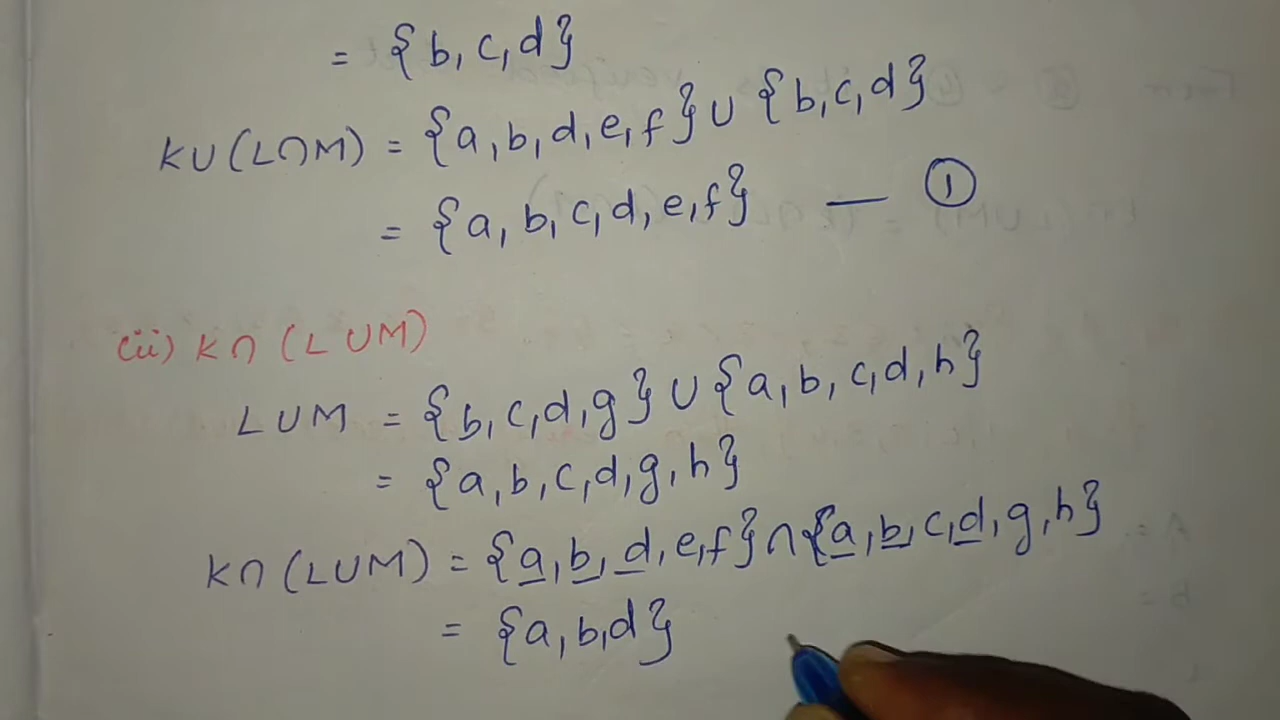 = {b, c, d}
K∪(L∩M) = {a, b, d, e, f} ∪ {b, c, d}
= {a, b, c, d, e, f} — ①
(ii) K∩(L∪M)
L∪M = {b, c, d, g} ∪ {a, b, c, d, h}
= {a, b, c, d, g, h}
K∩(L∪M) = {a, b, d, e, f} ∩ {a, b, c, d, g, h}
= {a, b, d}